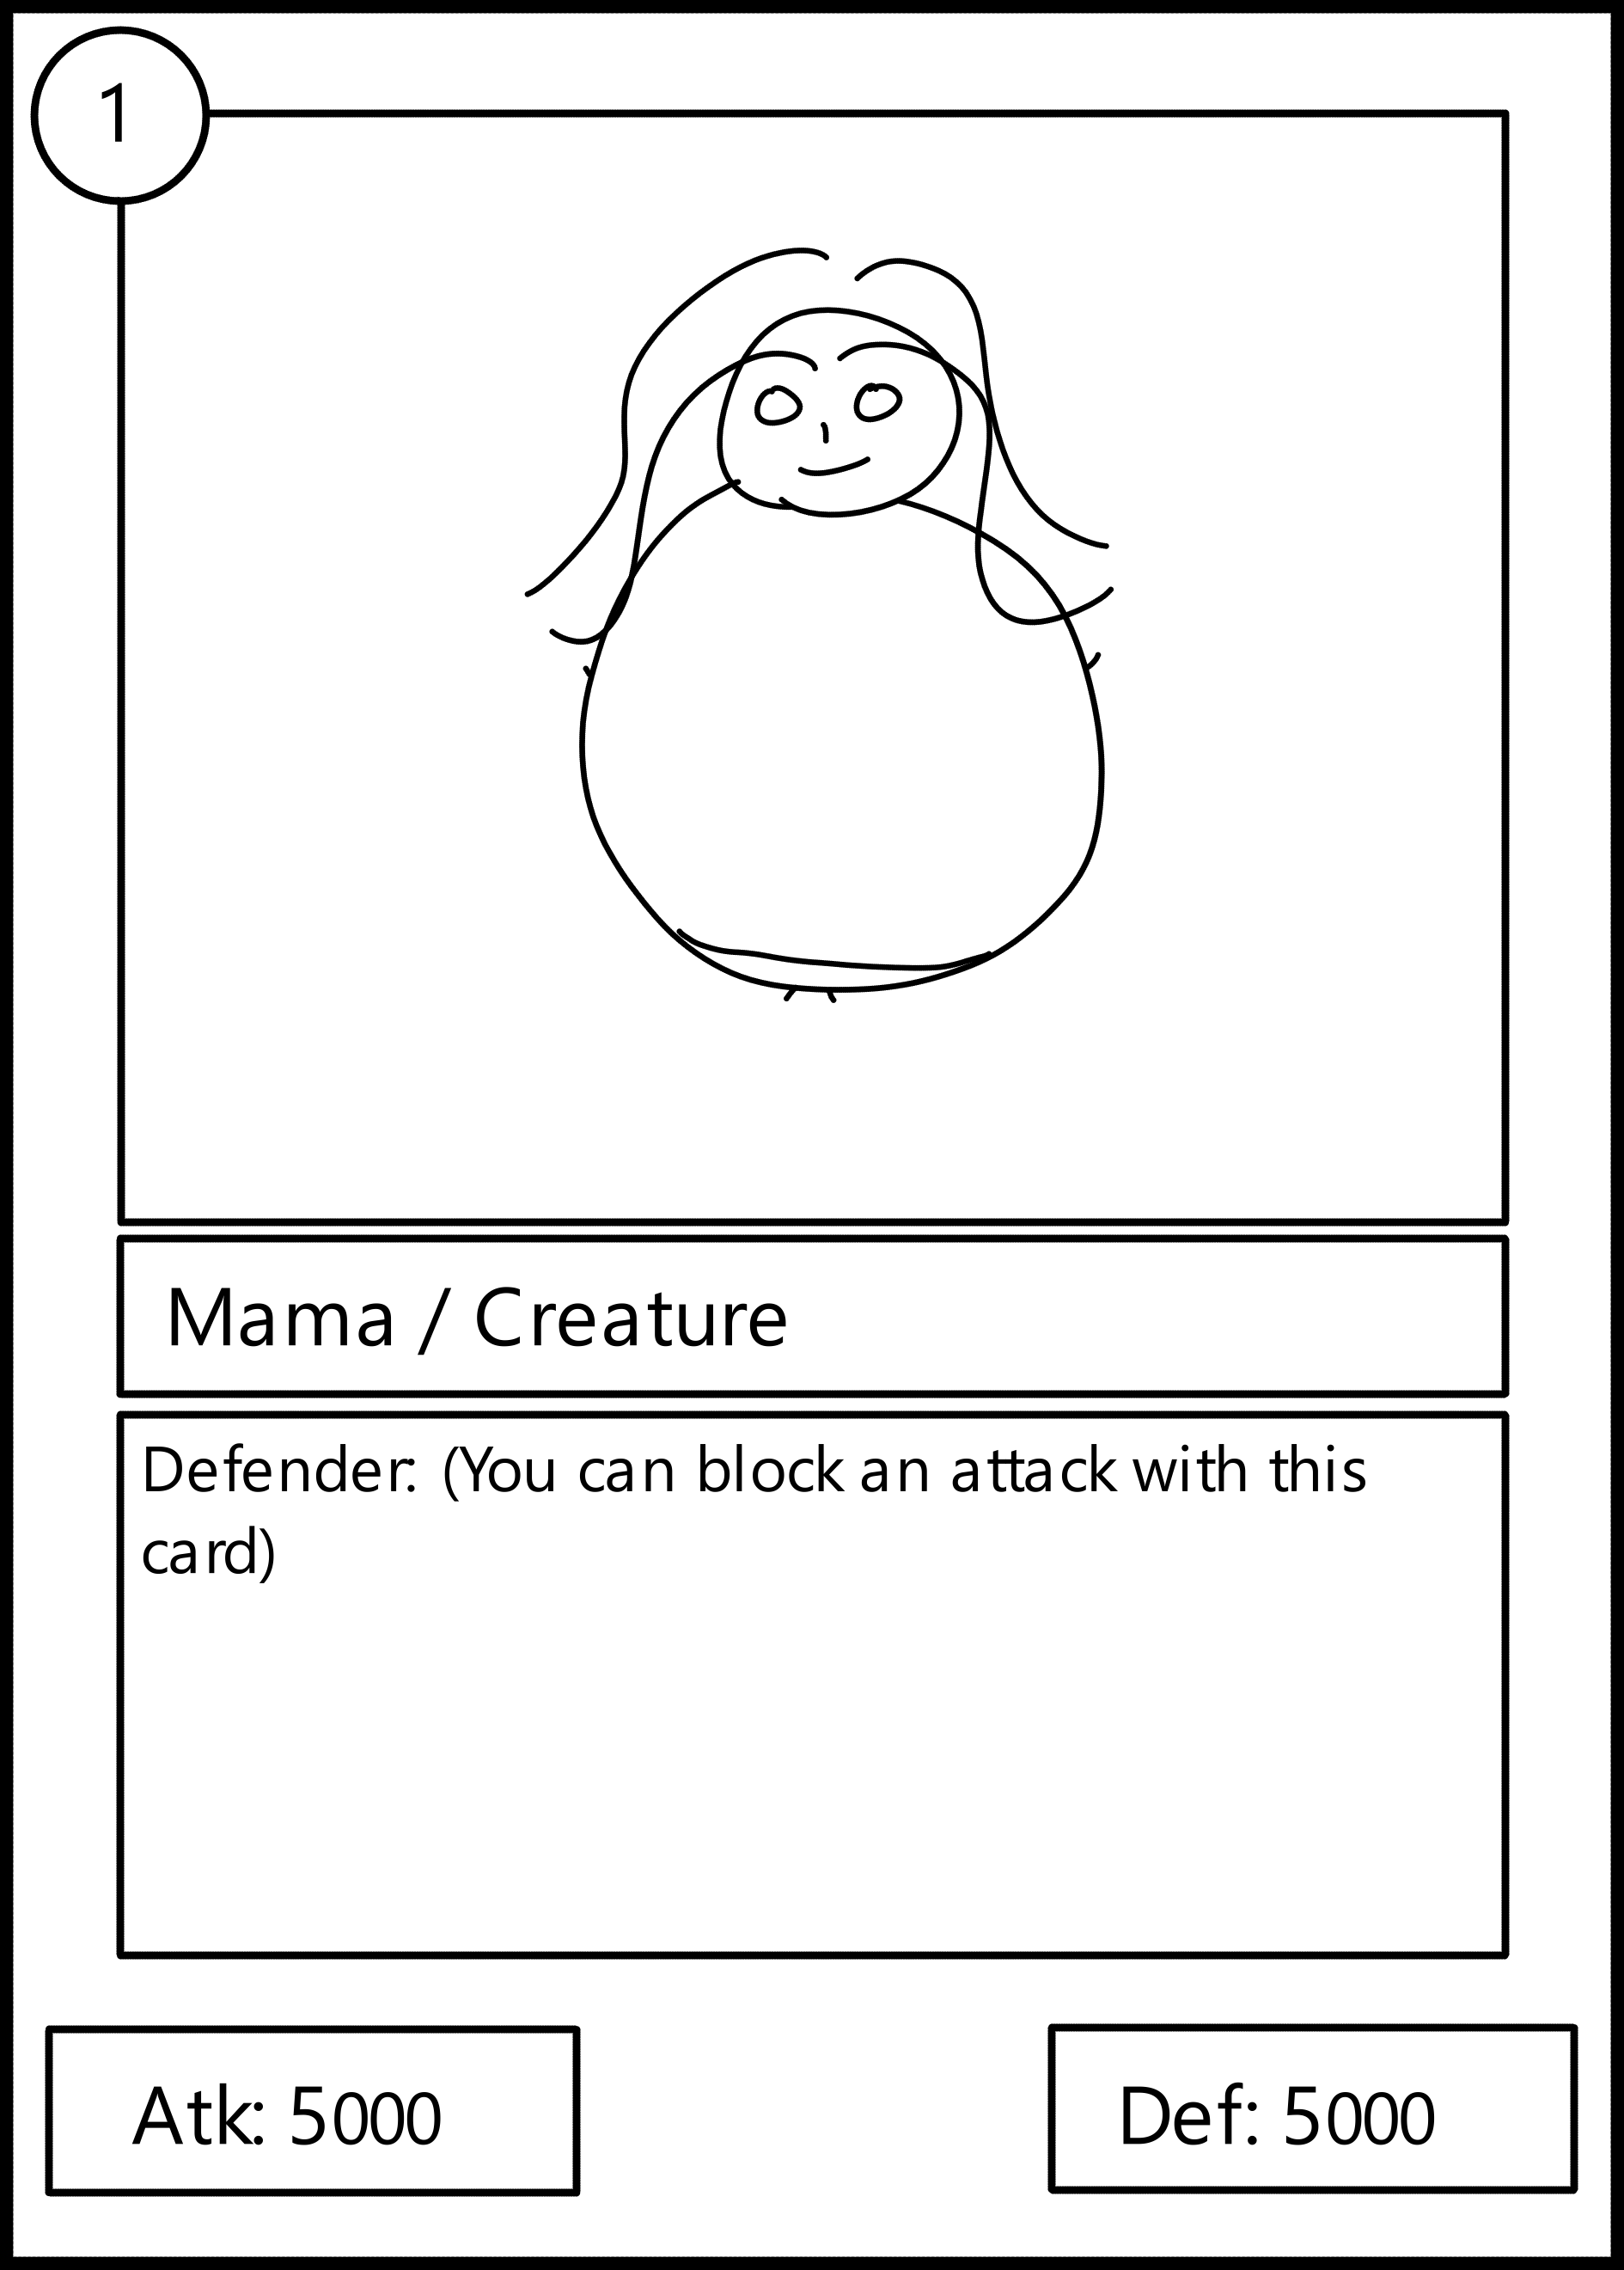 1
Mama / Creature
Defender: (You can block an attack with this
card)
Atk: 5000
Def: 5000